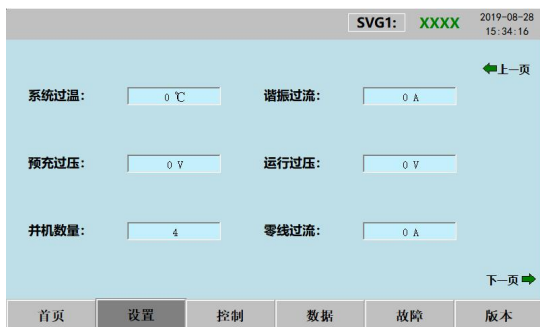 SVG1: XXXX 2019-08-28
15:34:16
上一页
系统过温: 0 ℃ 谐振过流: 0 A
预充过压: 0 V 运行过压: 0 V
并机数量: 4 零线过流: 0 A
下一页
首页 设置 控制 数据 故障 版本